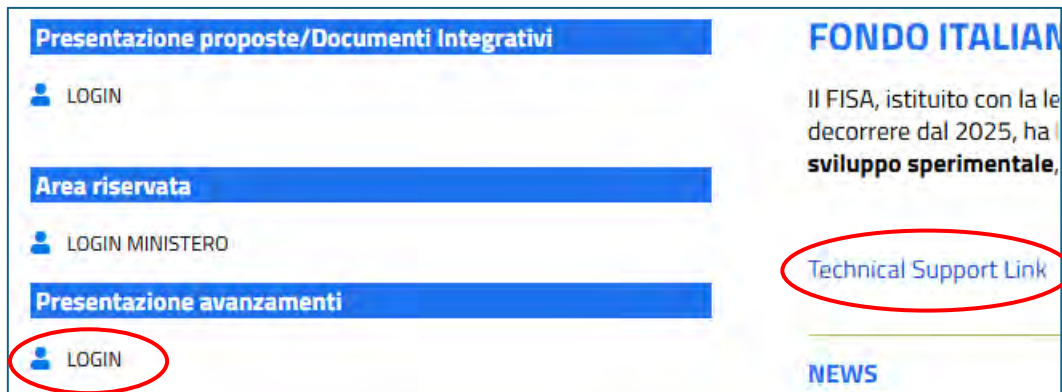 Presentazione proposte/Documenti Integrativi
LOGIN
Area riservata
LOGIN MINISTERO
Presentazione avanzamenti
LOGIN
FONDO ITALIAN
Il FISA, istituito con la le
decorrere dal 2025, ha
sviluppo sperimentale,
Technical Support Link
NEWS